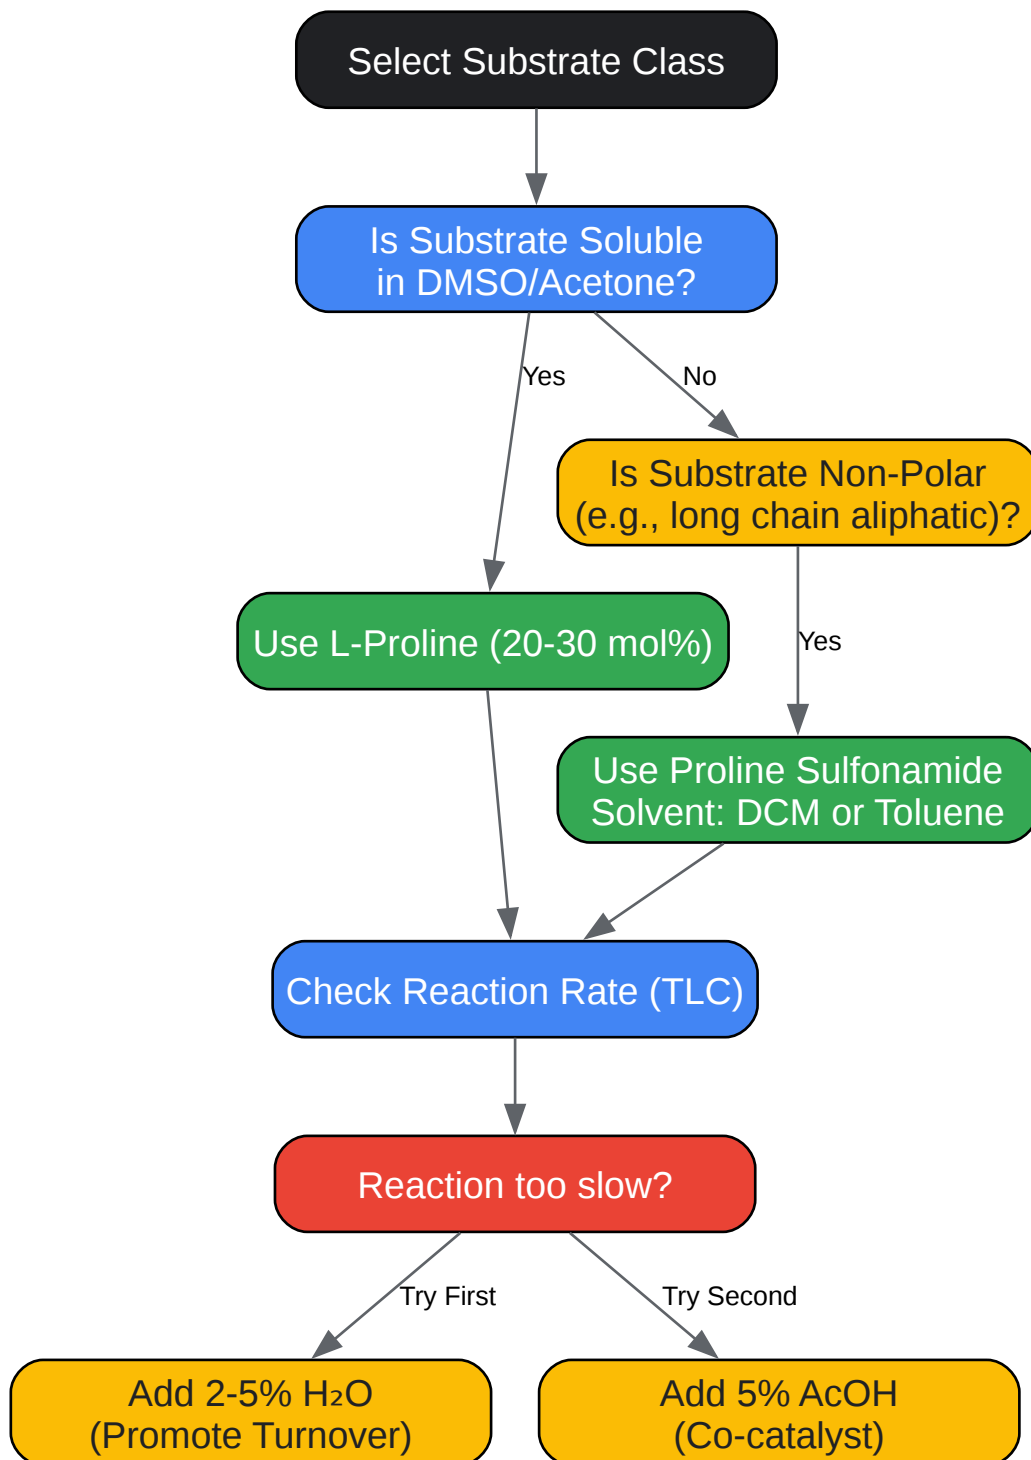 Select Substrate Class
Is Substrate Soluble
in DMSO/Acetone?
Yes
No
Is Substrate Non-Polar
(e.g., long chain aliphatic)?
Use L-Proline (20-30 mol%)
Yes
Use Proline Sulfonamide
Solvent: DCM or Toluene
Check Reaction Rate (TLC)
Reaction too slow?
Try First
Try Second
Add 2-5% H₂O
(Promote Turnover)
Add 5% AcOH
(Co-catalyst)